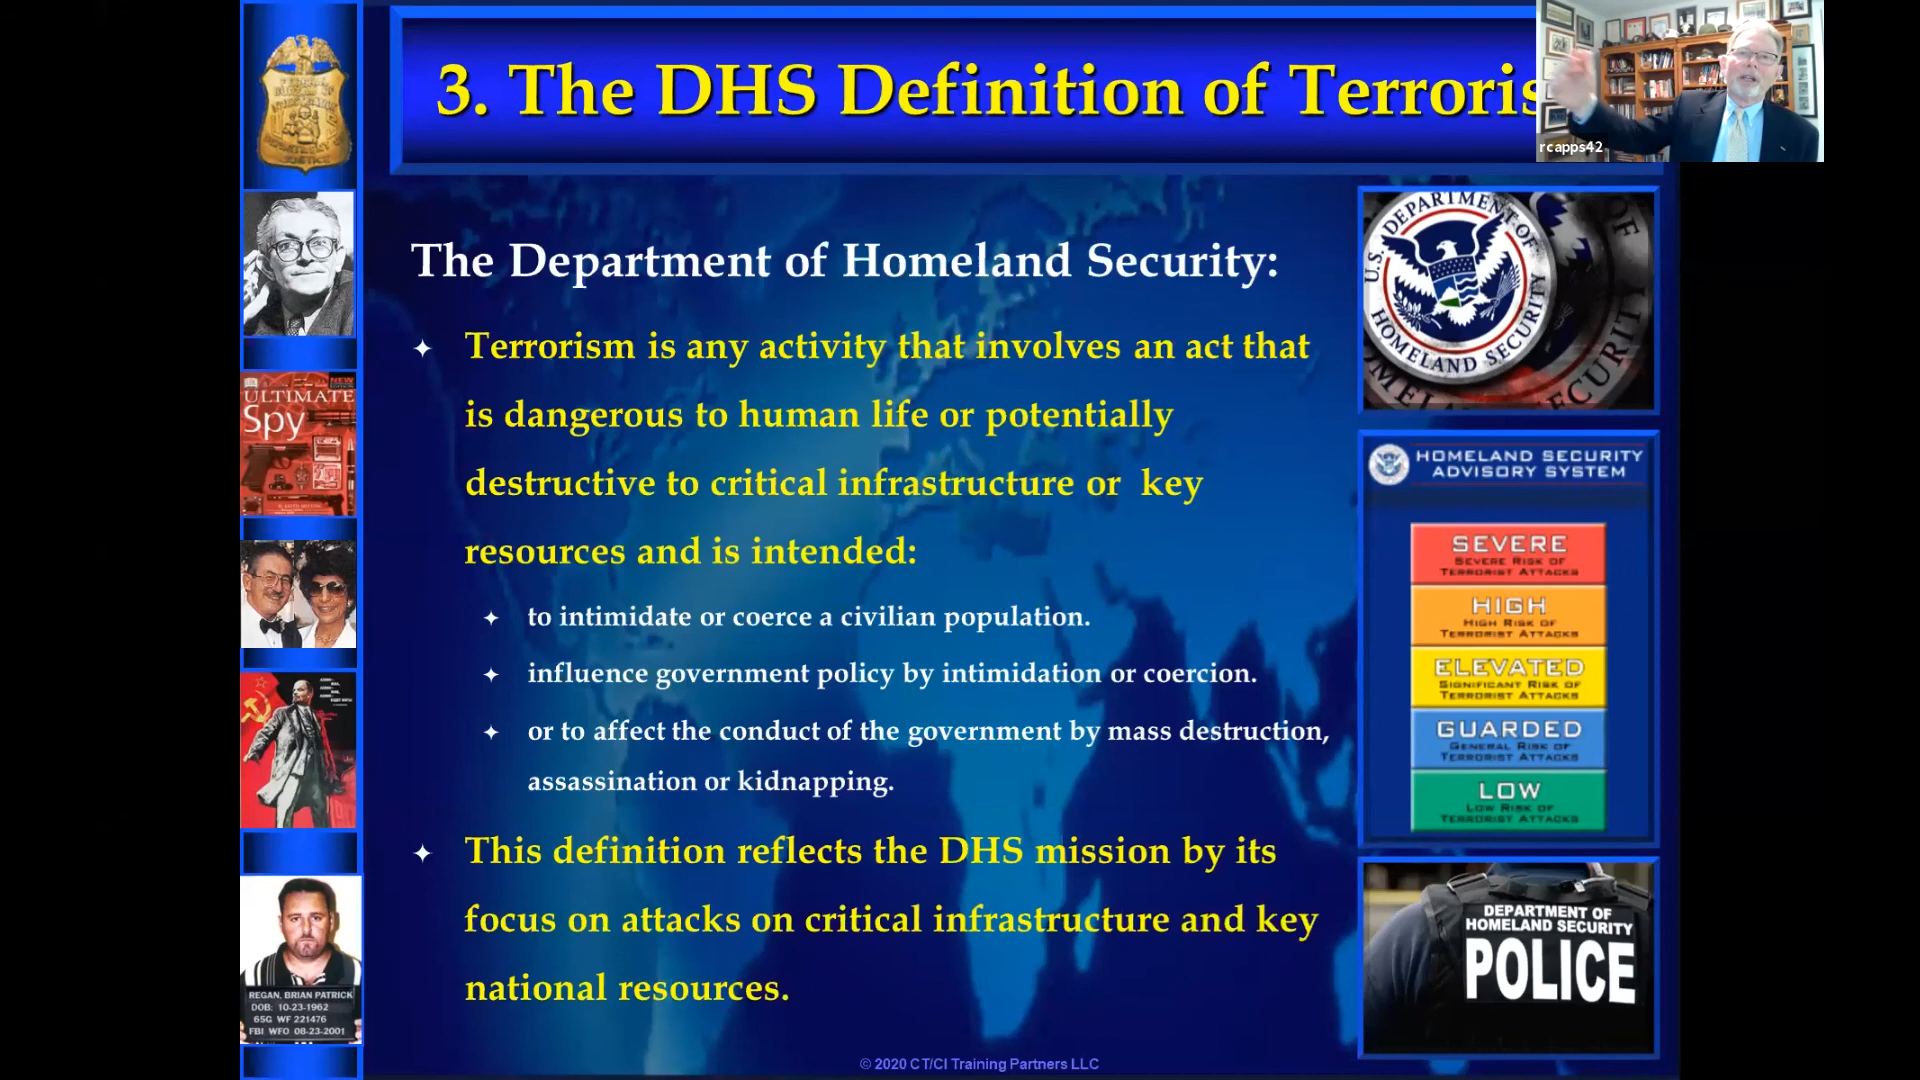 3. The DHS Definition of Terroris
rcapps42
The Department of Homeland Security:
Terrorism is any activity that involves an act that
is dangerous to human life or potentially
destructive to critical infrastructure or key
resources and is intended:
to intimidate or coerce a civilian population.
influence government policy by intimidation or coercion.
or to affect the conduct of the government by mass destruction,
assassination or kidnapping.
This definition reflects the DHS mission by its
focus on attacks on critical infrastructure and key
national resources.
U.S. DEPARTMENT OF
HOMELAND SECURITY
HOMELAND SECURITY
ADVISORY SYSTEM
SEVERE
SEVERE RISK OF
TERRORIST ATTACKS
HIGH
HIGH RISK OF
TERRORIST ATTACKS
ELEVATED
SIGNIFICANT RISK OF
TERRORIST ATTACKS
GUARDED
GENERAL RISK OF
TERRORIST ATTACKS
LOW
LOW RISK OF
TERRORIST ATTACKS
DEPARTMENT OF
HOMELAND SECURITY
POLICE
ULTIMATE
Spy
REGAN, BRIAN PATRICK
DOB: 10-23-1962
65G WF 221476
FBI WFO 08-23-2001
© 2020 CT/CI Training Partners LLC